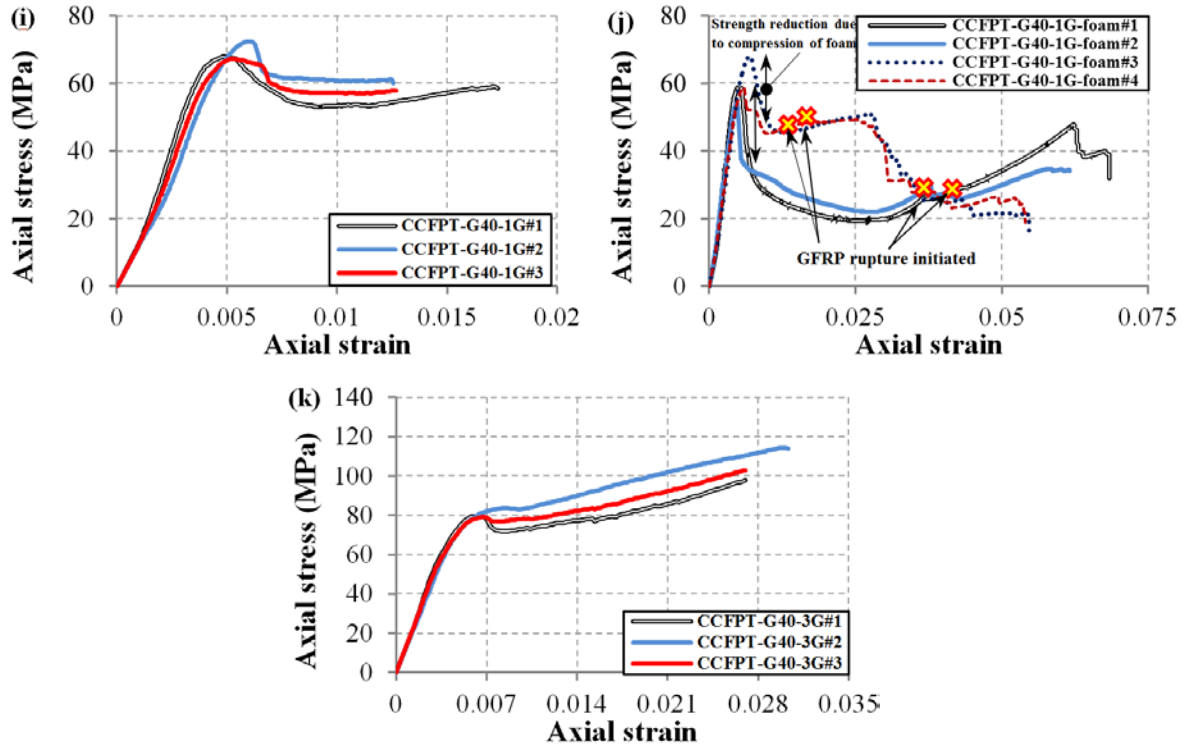 (i)
Axial stress (MPa)
80
60
40
20
0
CCFPT-G40-1G#1
CCFPT-G40-1G#2
CCFPT-G40-1G#3
0 0.005 0.01 0.015 0.02
Axial strain
(j)
Axial stress (MPa)
80
60
40
20
0
Strength reduction due
to compression of foam
CCFPT-G40-1G-foam#1
CCFPT-G40-1G-foam#2
CCFPT-G40-1G-foam#3
CCFPT-G40-1G-foam#4
GFRP rupture initiated
0 0.025 0.05 0.075
Axial strain
(k)
Axial stress (MPa)
140
120
100
80
60
40
20
0
CCFPT-G40-3G#1
CCFPT-G40-3G#2
CCFPT-G40-3G#3
0 0.007 0.014 0.021 0.028 0.035
Axial strain